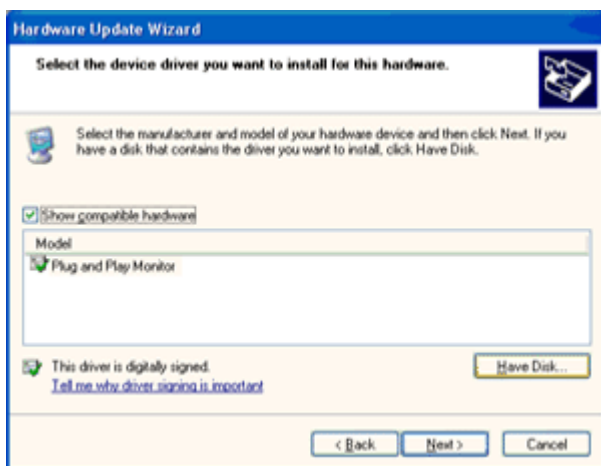 Hardware Update Wizard
Select the device driver you want to install for this hardware.
Select the manufacturer and model of your hardware device and then click Next. If you
have a disk that contains the driver you want to install, click Have Disk.
Show compatible hardware
Model
Plug and Play Monitor
This driver is digitally signed.
Have Disk...
Tell me why driver signing is important
< Back
Next >
Cancel